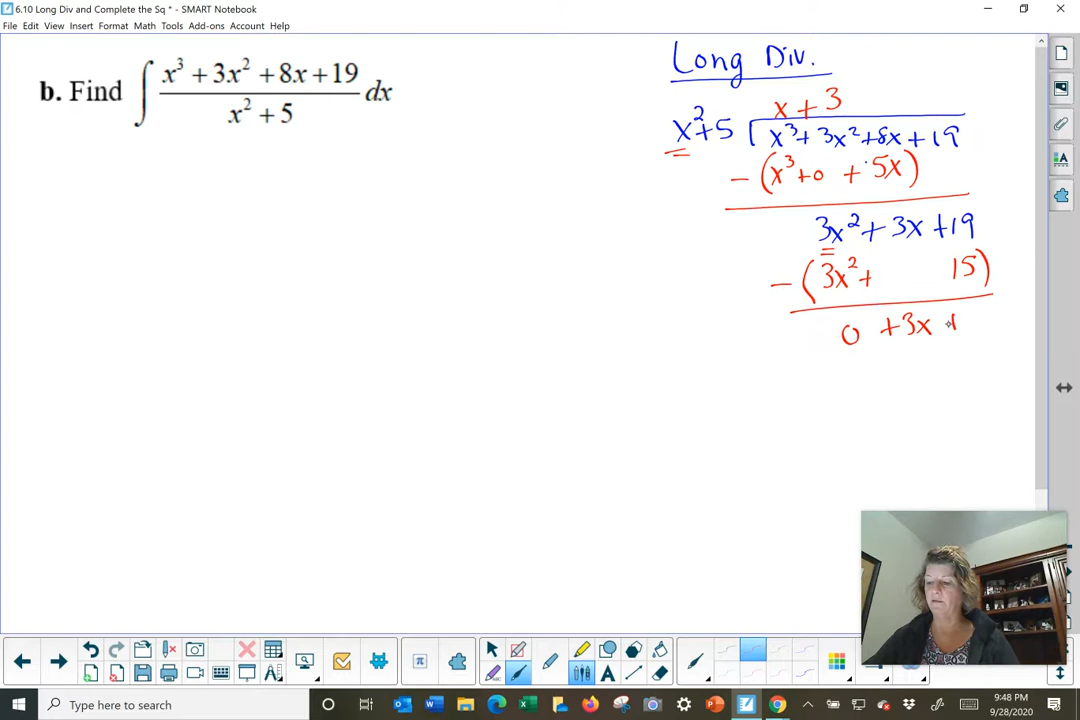 6.10 Long Div and Complete the Sq * - SMART Notebook
File Edit View Insert Format Math Tools Add-ons Account Help
b. Find ∫ (x³ + 3x² + 8x + 19)/(x² + 5) dx
Long Div.
x + 3
x² + 5 x³ + 3x² + 8x + 19
- (x³ + 0 + 5x)
3x² + 3x + 19
- (3x² + 15)
0 + 3x
π
A
Type here to search
9:48 PM
9/28/2020